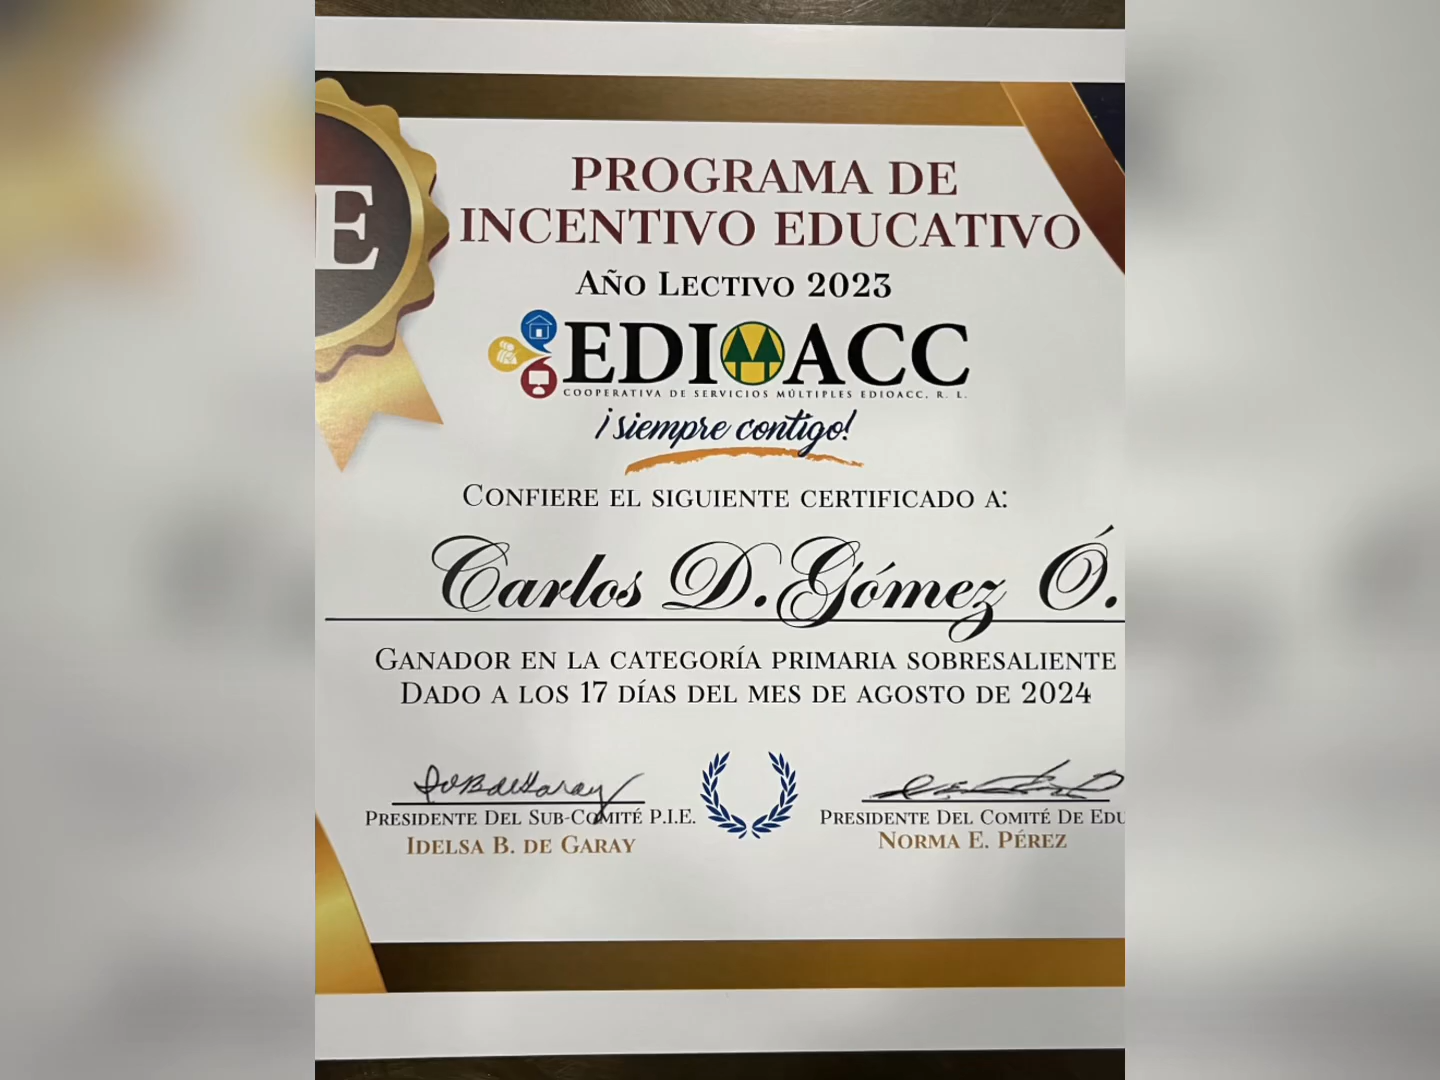 E
PROGRAMA DE
INCENTIVO EDUCATIVO
AÑO LECTIVO 2023
EDIOACC
COOPERATIVA DE SERVICIOS MÚLTIPLES EDIOACC, R. L.
¡siempre contigo!
CONFIERE EL SIGUIENTE CERTIFICADO A:
Carlos D. Gómez Ó.
GANADOR EN LA CATEGORÍA PRIMARIA SOBRESALIENTE
DADO A LOS 17 DÍAS DEL MES DE AGOSTO DE 2024
PRESIDENTE DEL SUB-COMITÉ P.I.E. PRESIDENTE DEL COMITÉ DE EDU
IDELSA B. DE GARAY NORMA E. PÉREZ